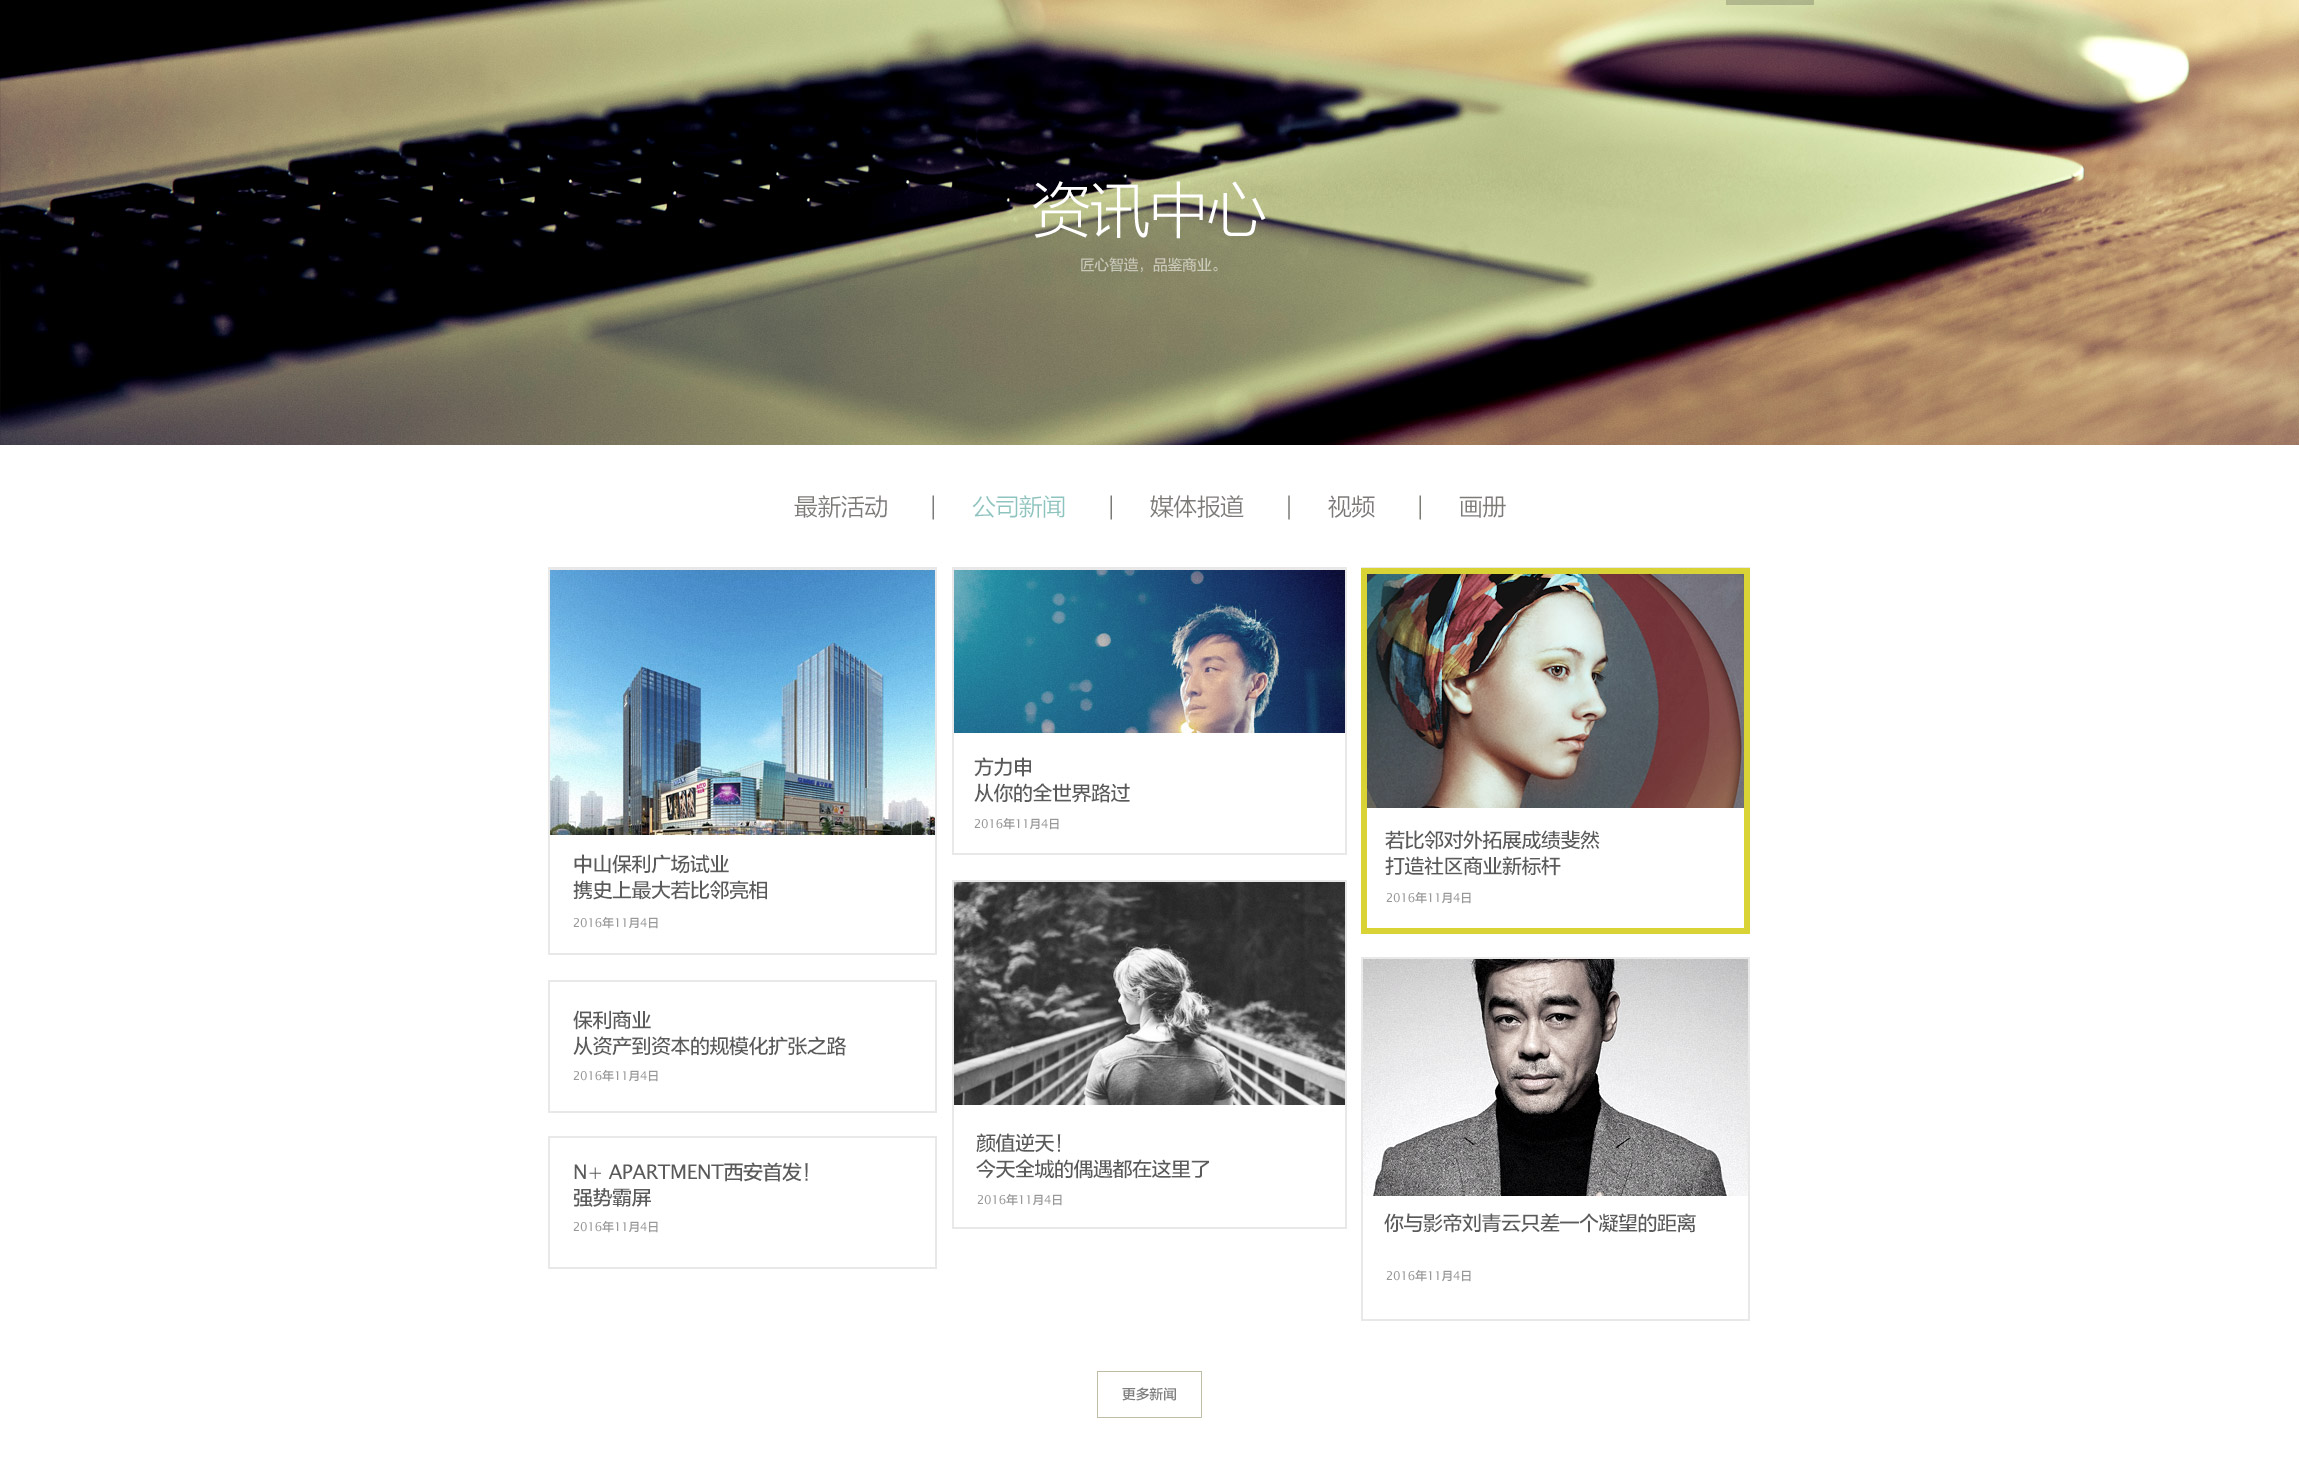 资讯中心
匠心智造，品鉴商业。
最新活动 | 公司新闻 | 媒体报道 | 视频 | 画册
中山保利广场试业
携史上最大若比邻亮相
2016年11月4日
保利商业
从资产到资本的规模化扩张之路
2016年11月4日
N+ APARTMENT西安首发！
强势霸屏
2016年11月4日
方力申
从你的全世界路过
2016年11月4日
颜值逆天！
今天全城的偶遇都在这里了
2016年11月4日
若比邻对外拓展成绩斐然
打造社区商业新标杆
2016年11月4日
你与影帝刘青云只差一个凝望的距离
2016年11月4日
更多新闻